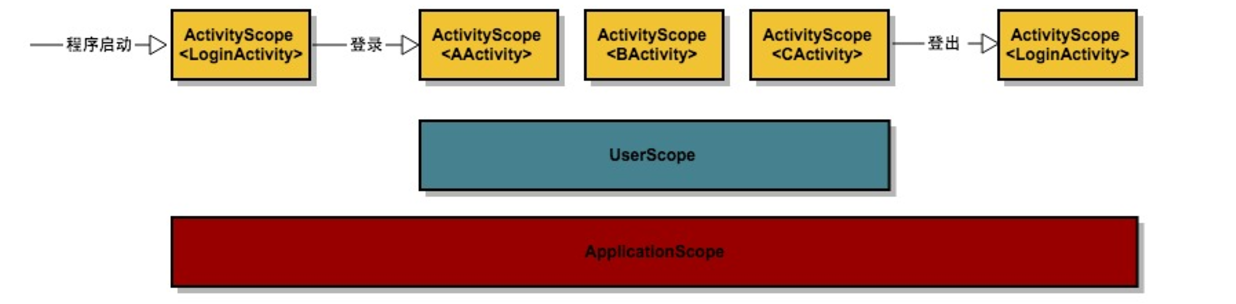 程序启动
ActivityScope
<LoginActivity>
登录
ActivityScope
<AActivity>
ActivityScope
<BActivity>
ActivityScope
<CActivity>
登出
ActivityScope
<LoginActivity>
UserScope
ApplicationScope